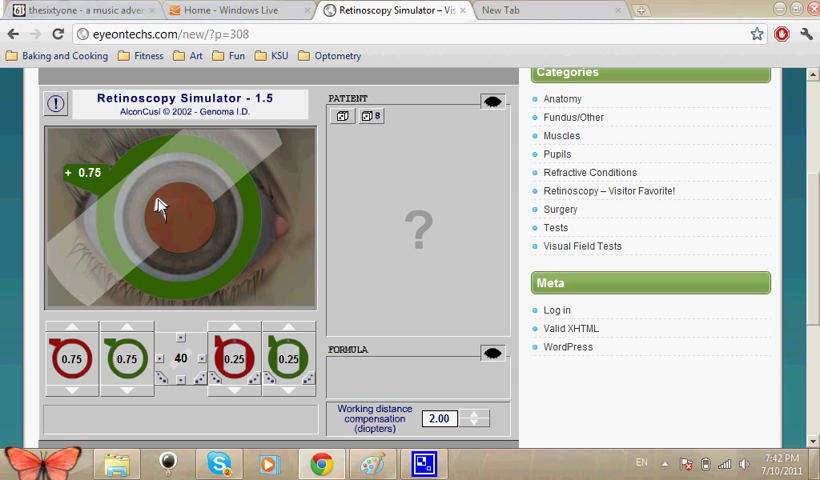 thesixtyone - a music adver
Home - Windows Live
Retinoscopy Simulator – Vis
New Tab
eyeontechs.com/new/?p=308
Baking and Cooking
Fitness
Art
Fun
KSU
Optometry
Retinoscopy Simulator - 1.5
AlconCusí © 2002 - Genoma I.D.
+ 0.75
0.75
0.75
40
0.25
0.25
PATIENT
8
?
FORMULA
Working distance
compensation
(diopters)
2.00
Categories
Anatomy
Fundus/Other
Muscles
Pupils
Refractive Conditions
Retinoscopy – Visitor Favorite!
Surgery
Tests
Visual Field Tests
Meta
Log in
Valid XHTML
WordPress
EN
7:42 PM
7/10/2011